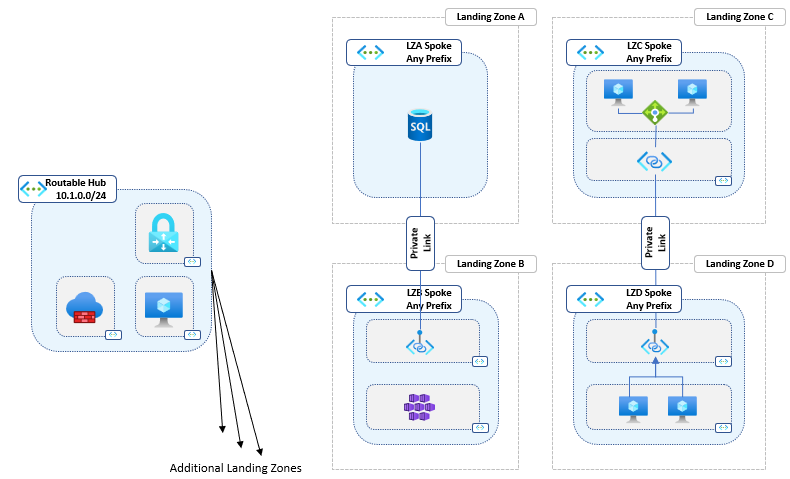 Landing Zone A
LZA Spoke
Any Prefix
SQL
Landing Zone C
LZC Spoke
Any Prefix
Routable Hub
10.1.0.0/24
Private
Link
Private
Link
Landing Zone B
LZB Spoke
Any Prefix
Landing Zone D
LZD Spoke
Any Prefix
Additional Landing Zones